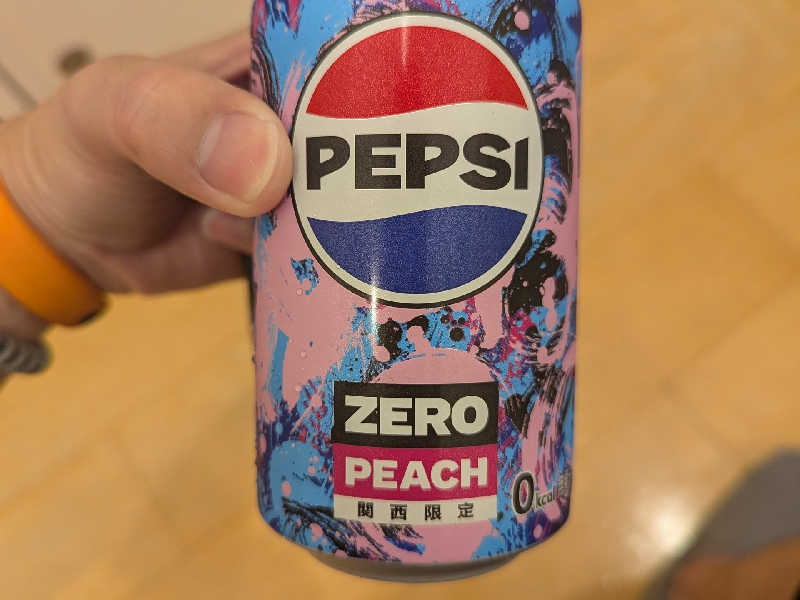 PEPSI
ZERO
PEACH
関西限定
0kcal